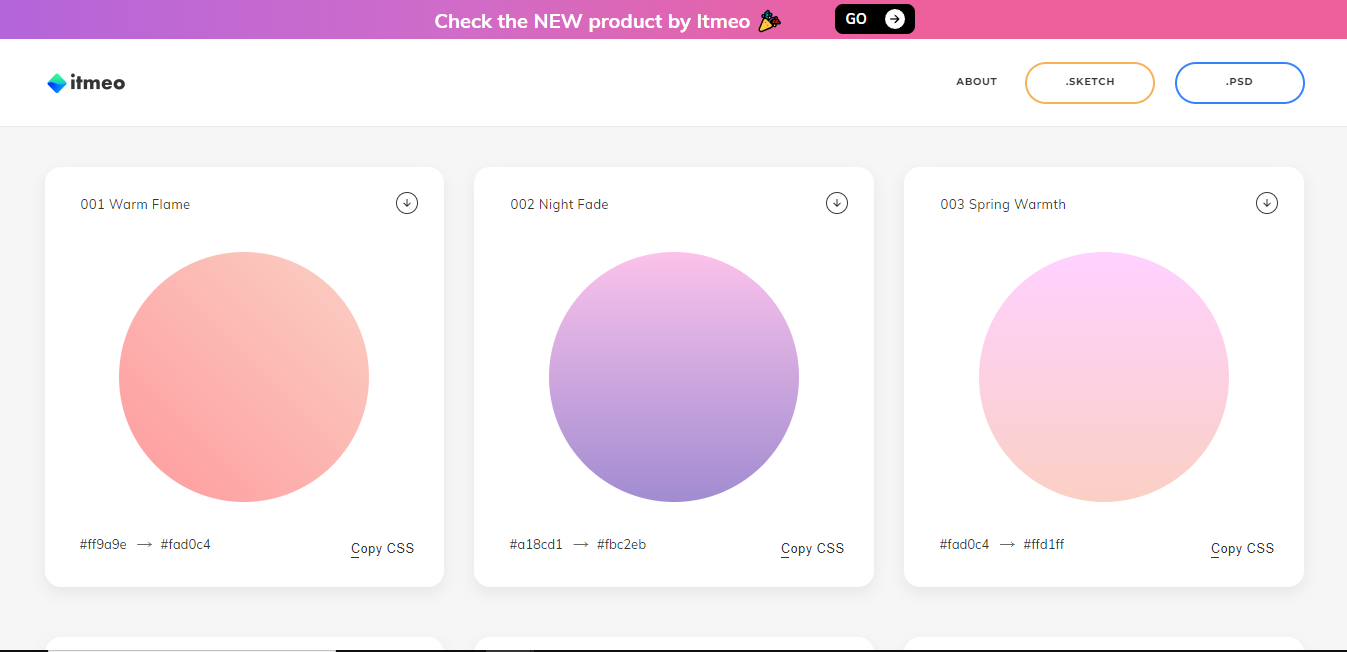 Check the NEW product by Itmeo 🎉 GO
itmeo
ABOUT
.SKETCH
.PSD
001 Warm Flame
#ff9a9e → #fad0c4
Copy CSS
002 Night Fade
#a18cd1 → #fbc2eb
Copy CSS
003 Spring Warmth
#fad0c4 → #ffd1ff
Copy CSS